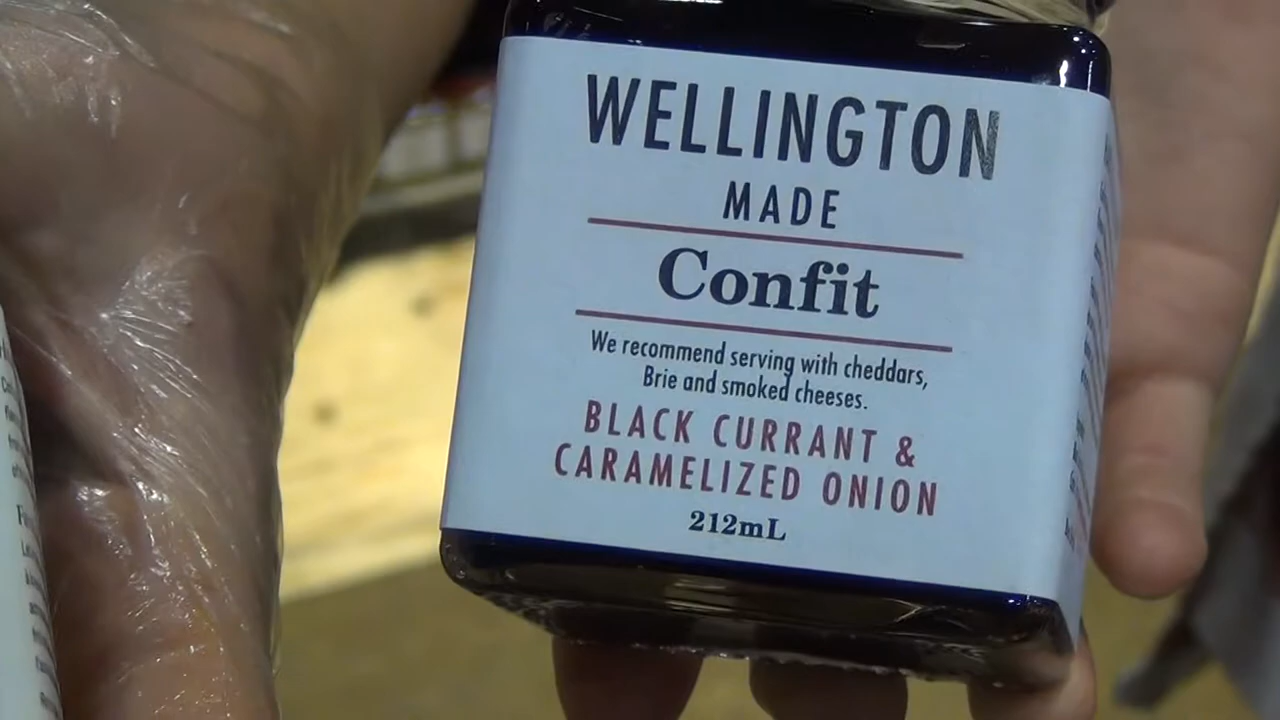 WELLINGTON
MADE
Confit
We recommend serving with cheddars,
Brie and smoked cheeses.
BLACK CURRANT &
CARAMELIZED ONION
212mL